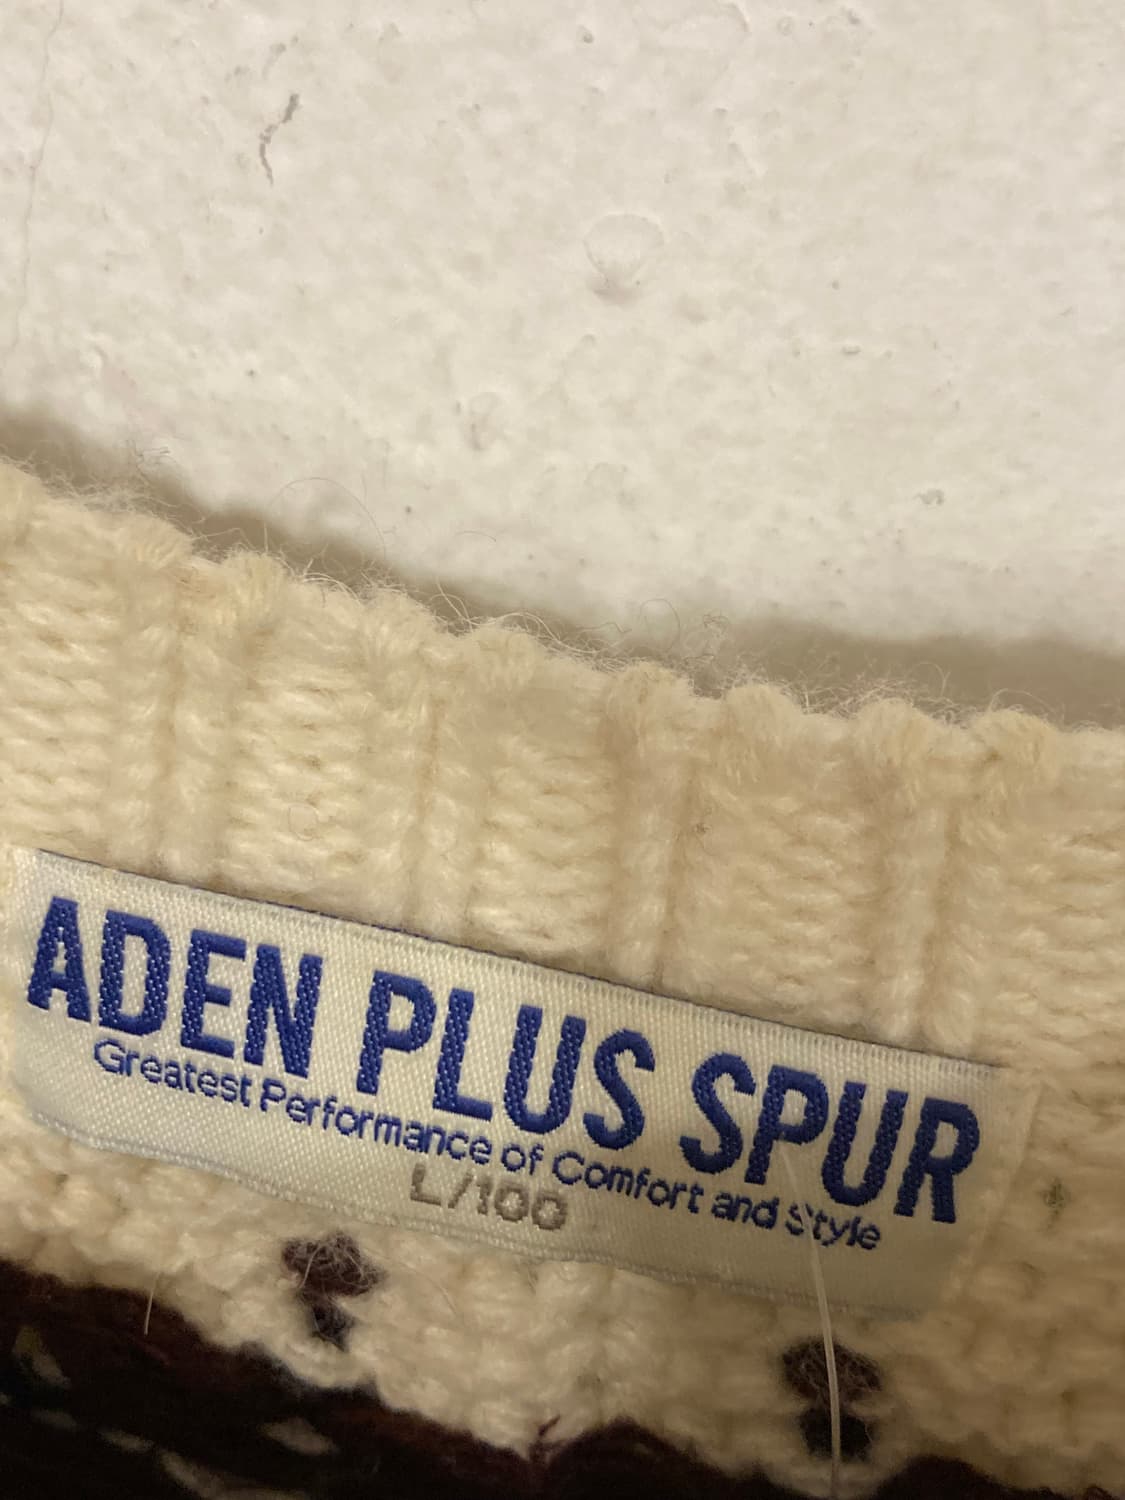 ADEN PLUS SPUR
Greatest Performance of Comfort and Style
L/100